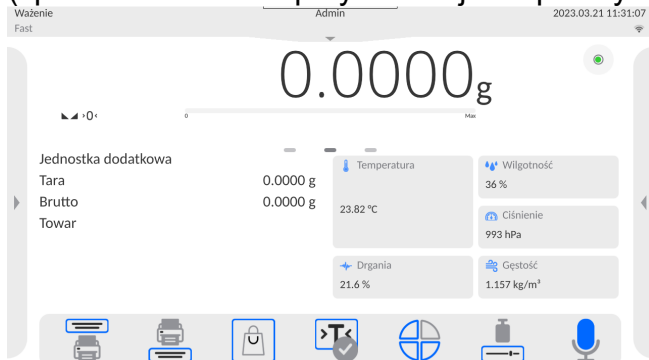 Ważenie Admin 2023.03.21 11:31:07
Fast
0.0000g
>0<
0 Max
Jednostka dodatkowa
Tara 0.0000 g
Brutto 0.0000 g
Towar
Temperatura
23.82 °C
Wilgotność
36 %
Ciśnienie
993 hPa
Drgania
21.6 %
Gęstość
1.157 kg/m³
>T<